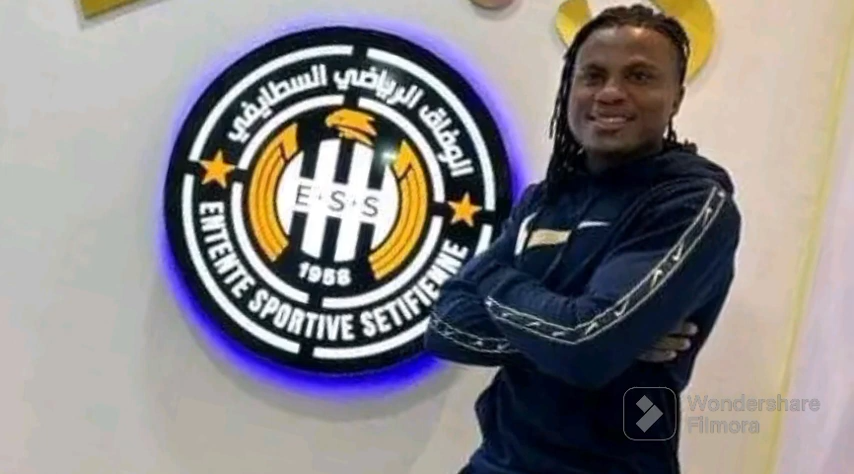 الوفاق الرياضي السطايفي
E·S·S
1958
ENTENTE SPORTIVE SETIFIENNE
Wondershare
Filmora